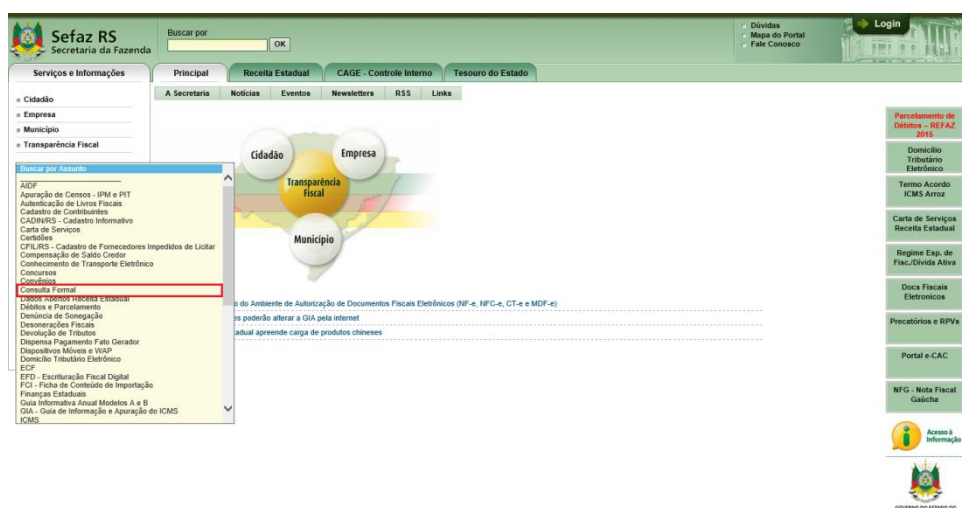 Sefaz RS
Secretaria da Fazenda
Buscar por
OK
Dúvidas
Mapa do Portal
Fale Conosco
Login
Serviços e Informações
Principal
Receita Estadual
CAGE - Controle Interno
Tesouro do Estado
A Secretaria
Notícias
Eventos
Newsletters
RSS
Links
Cidadão
Empresa
Município
Transparência Fiscal
Buscar por Assunto
AIDF
Apuração de Censos - IPM e PIT
Autenticação de Livros Fiscais
Cadastro de Contribuintes
CADIN/RS - Cadastro Informativo
Carta de Serviços
Certidões
CFIL/RS - Cadastro de Fornecedores Impedidos de Licitar
Compensação de Saldo Credor
Conhecimento de Transporte Eletrônico
Concursos
Convênios
Consulta Formal
Dados Abertos Receita Estadual
Débitos e Parcelamento
Denúncia de Sonegação
Desonerações Fiscais
Devolução de Tributos
Dispensa Pagamento Fato Gerador
Dispositivos Móveis e WAP
Domicílio Tributário Eletrônico
ECF
EFD - Escrituração Fiscal Digital
FCI - Ficha de Conteúdo de Importação
Finanças Estaduais
Guia Informativa Anual Modelos A e B
GIA - Guia de Informação e Apuração do ICMS
ICMS
Cidadão
Empresa
Transparência
Fiscal
Município
o do Ambiente de Autorização de Documentos Fiscais Eletrônicos (NF-e, NFC-e, CT-e e MDF-e)
es poderão alterar a GIA pela internet
tadual apreende carga de produtos chineses
Parcelamento de
Débitos – REFAZ
2015
Domicílio
Tributário
Eletrônico
Termo Acordo
ICMS Arroz
Carta de Serviços
Receita Estadual
Regime Esp. de
Fisc./Dívida Ativa
Docs Fiscais
Eletronicos
Precatórios e RPVs
Portal e-CAC
NFG - Nota Fiscal
Gaúcha
Acesso à
Informação
GOVERNO DO ESTADO DO